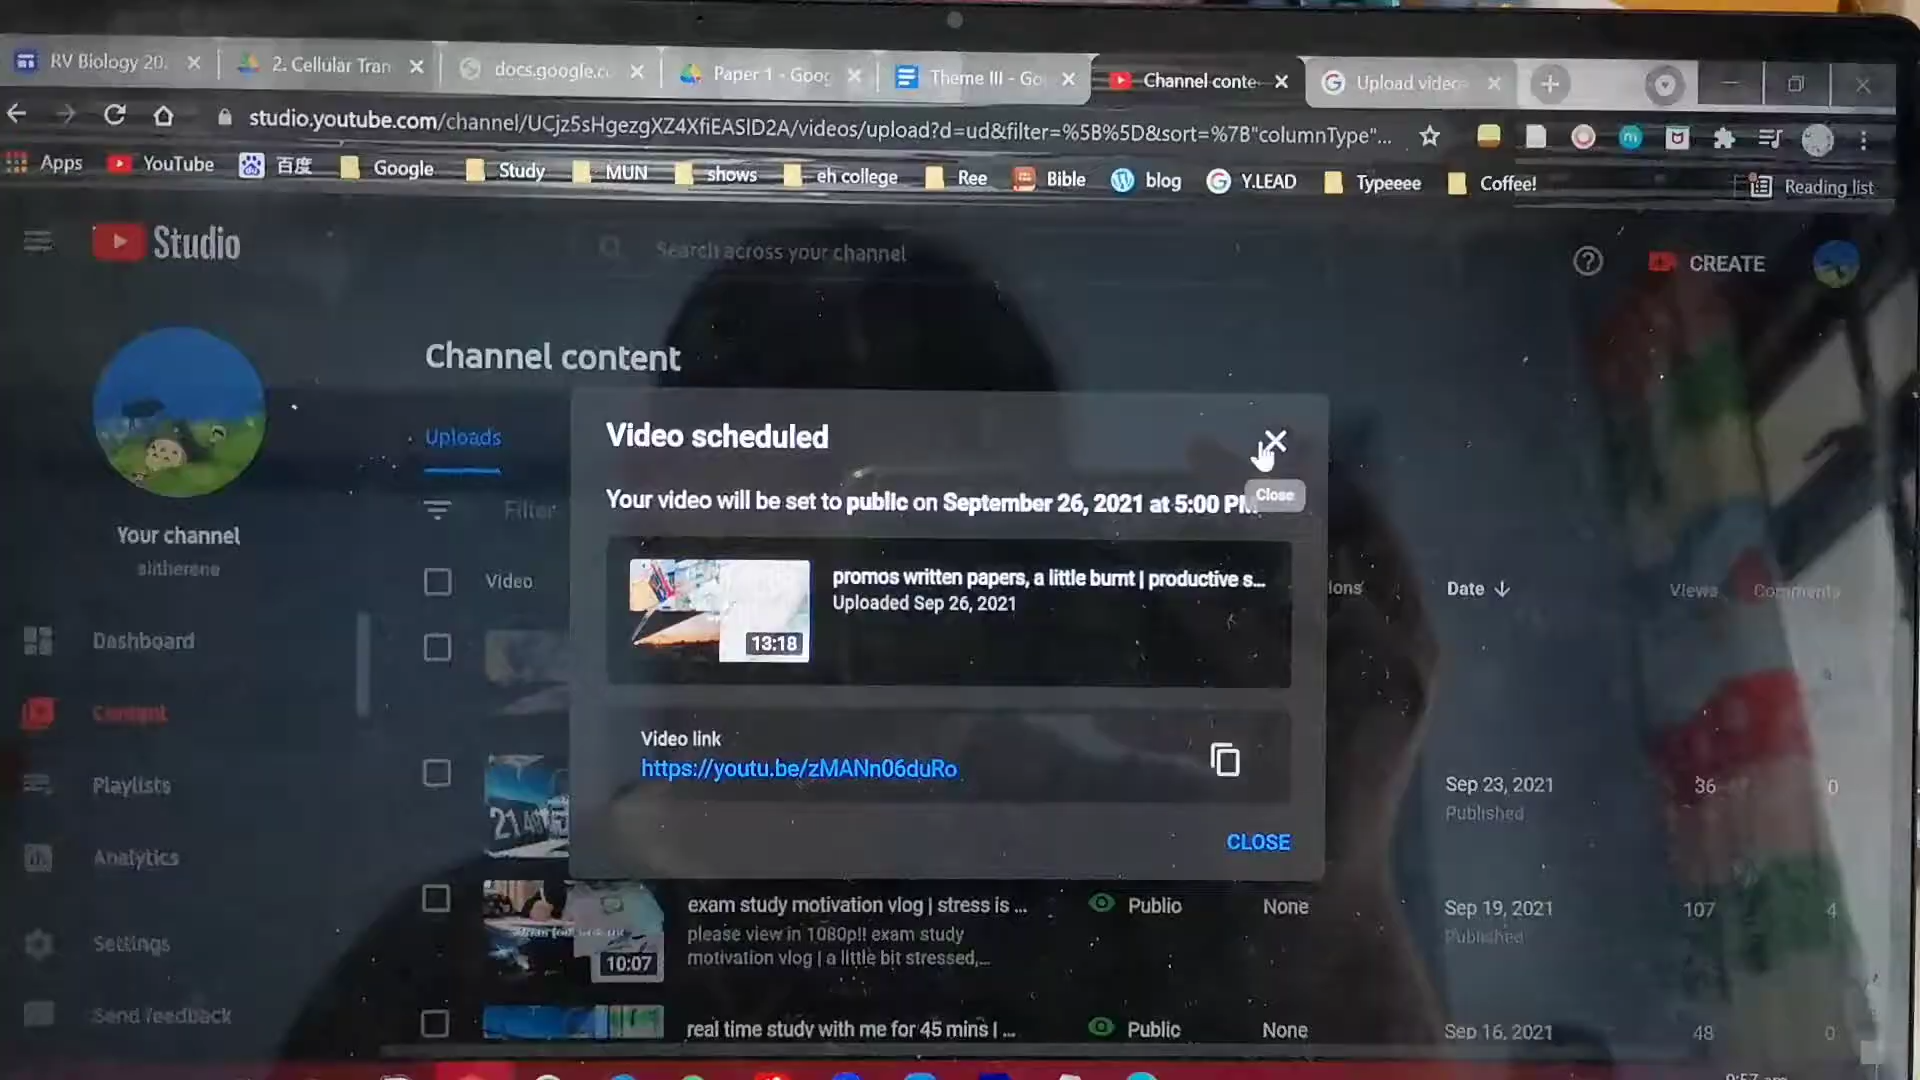 RV Biology 20.
2. Cellular Tran
docs.google.c
Paper 1 - Goog
Theme III - Go
Channel conte
Upload video
studio.youtube.com/channel/UCjz5sHgezgXZ4XfiEASlD2A/videos/upload?d=ud&filter=%5B%5D&sort=%7B"columnType"...
Apps
YouTube
百度
Google
Study
MUN
shows
eh college
Ree
Bible
blog
Y.LEAD
Typeeee
Coffee!
Reading list
Studio
Search across your channel
CREATE
Channel content
Uploads
Filter
Your channel
Video
Date
Views
Comments
Video scheduled
Close
Your video will be set to public on September 26, 2021 at 5:00 PM
13:18
promos written papers, a little burnt | productive s...
Uploaded Sep 26, 2021
Video link
https://youtu.be/zMANn06duRo
CLOSE
Dashboard
Content
Playlists
Analytics
Settings
Send feedback
Sep 23, 2021
Published
36
0
exam study motivation vlog | stress is ...
please view in 1080p!! exam study
motivation vlog | a little bit stressed,...
10:07
Public
None
Sep 19, 2021
Published
107
4
real time study with me for 45 mins | ...
Public
None
Sep 16, 2021
48
0